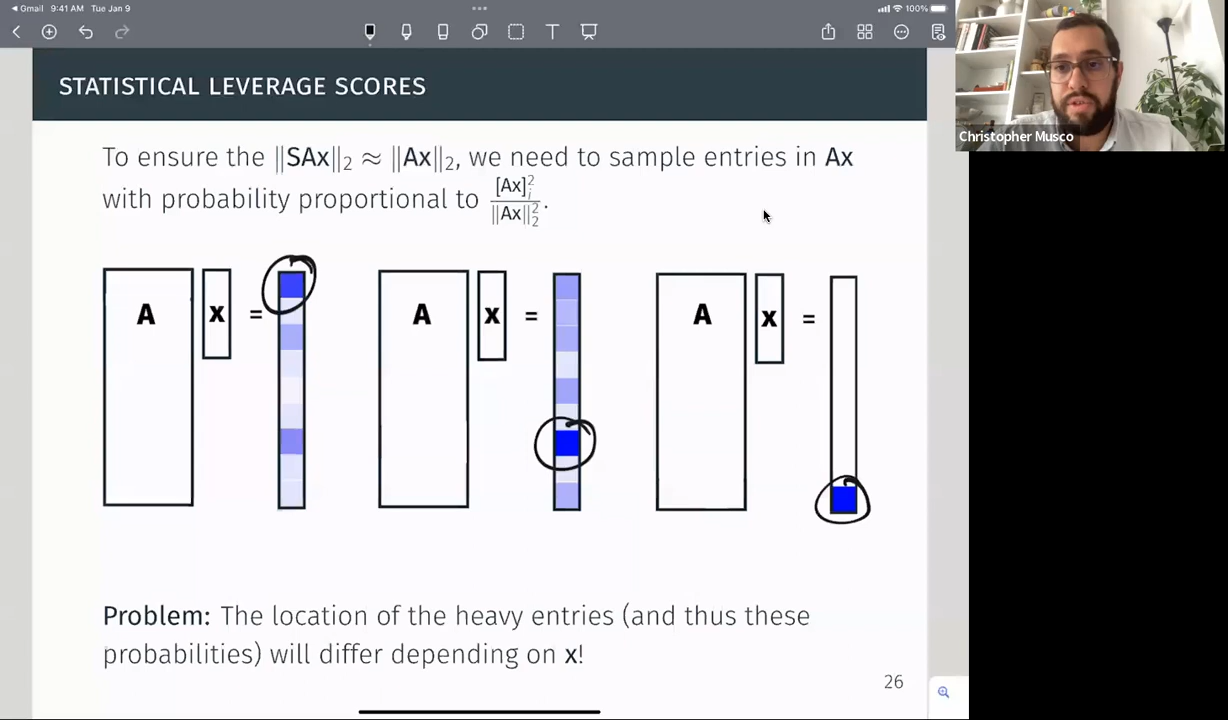 Gmail 9:41 AM Tue Jan 9
100%
Christopher Musco
STATISTICAL LEVERAGE SCORES
To ensure the ||SAx||₂ ≈ ||Ax||₂, we need to sample entries in Ax
with probability proportional to [Ax]²ᵢ / ||Ax||²₂.
A x = A x = A x =
Problem: The location of the heavy entries (and thus these
probabilities) will differ depending on x!
26